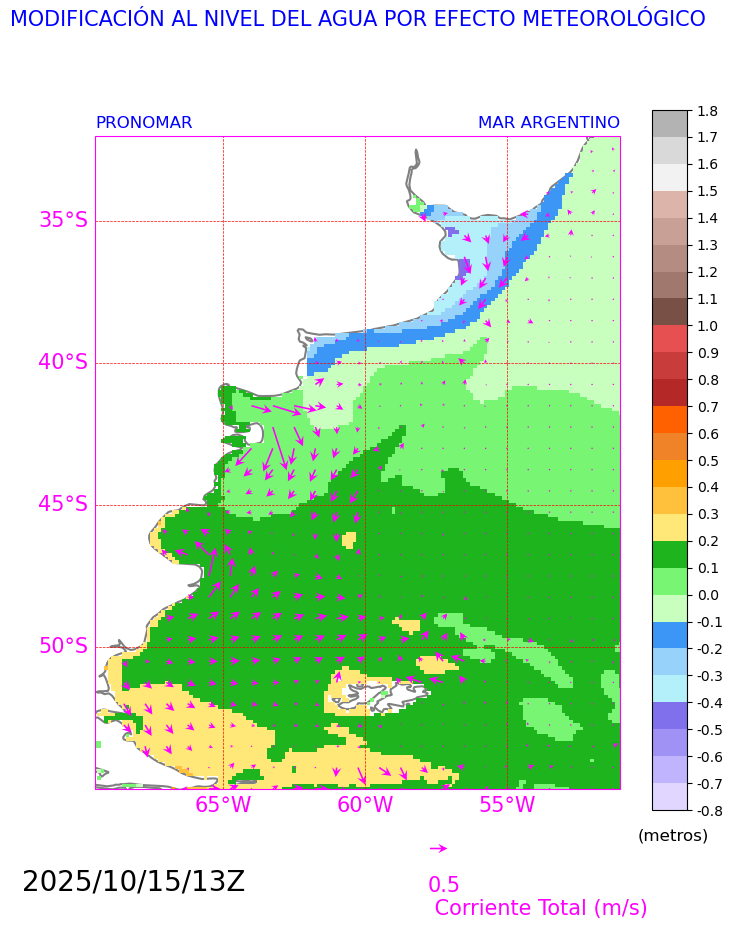 MODIFICACIÓN AL NIVEL DEL AGUA POR EFECTO METEOROLÓGICO
PRONOMAR
MAR ARGENTINO
35°S
40°S
45°S
50°S
65°W
60°W
55°W
1.8
1.7
1.6
1.5
1.4
1.3
1.2
1.1
1.0
0.9
0.8
0.7
0.6
0.5
0.4
0.3
0.2
0.1
0.0
-0.1
-0.2
-0.3
-0.4
-0.5
-0.6
-0.7
-0.8
(metros)
2025/10/15/13Z
0.5
Corriente Total (m/s)